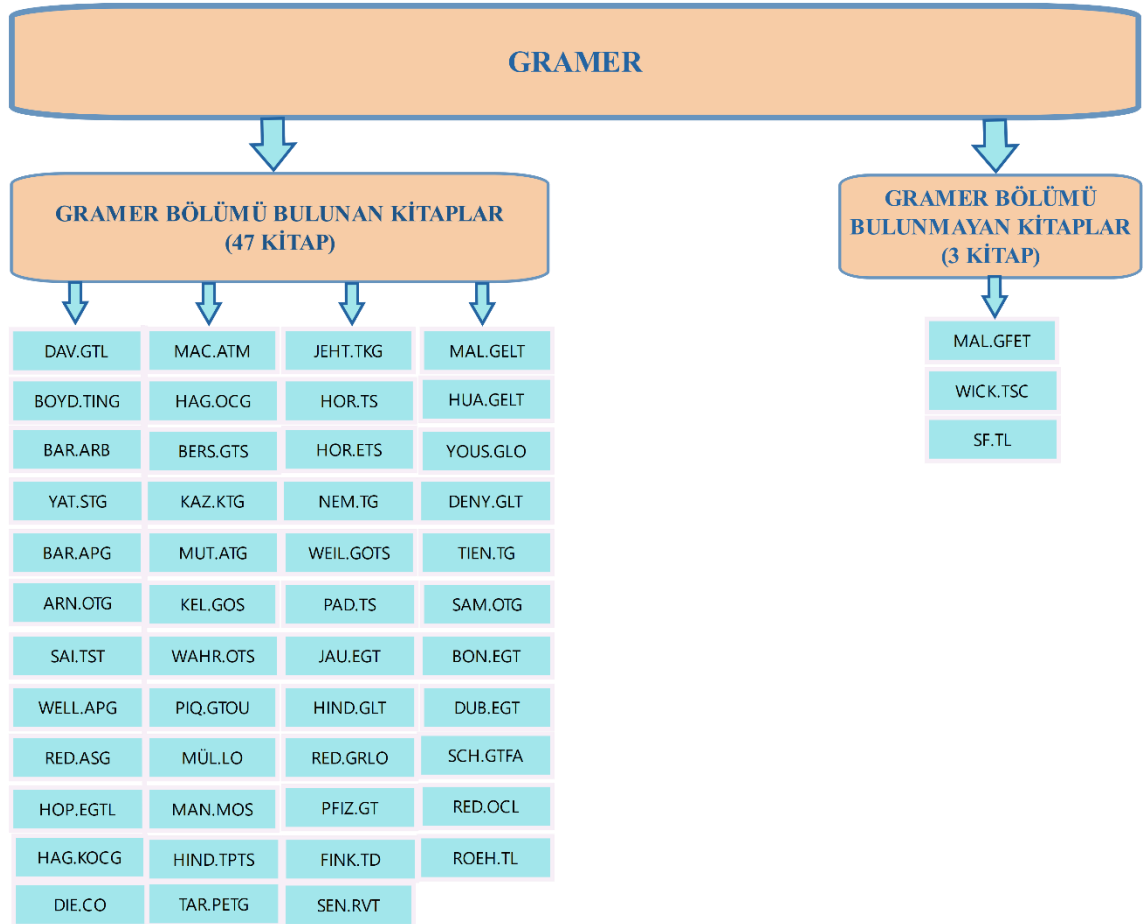 GRAMER
GRAMER BÖLÜMÜ BULUNAN KİTAPLAR
(47 KİTAP)
GRAMER BÖLÜMÜ
BULUNMAYAN KİTAPLAR
(3 KİTAP)
DAV.GTL
BOYD.TING
BAR.ARB
YAT.STG
BAR.APG
ARN.OTG
SAI.TST
WELL.APG
RED.ASG
HOP.EGTL
HAG.KOCG
DIE.CO
MAC.ATM
HAG.OCG
BERS.GTS
KAZ.KTG
MUT.ATG
KEL.GOS
WAHR.OTS
PIQ.GTOU
MÜL.LO
MAN.MOS
HIND.TPTS
TAR.PETG
JEHT.TKG
HOR.TS
HOR.ETS
NEM.TG
WEIL.GOTS
PAD.TS
JAU.EGT
HIND.GLT
RED.GRLO
PFIZ.GT
FINK.TD
SEN.RVT
MAL.GELT
HUA.GELT
YOUS.GLO
DENY.GLT
TIEN.TG
SAM.OTG
BON.EGT
DUB.EGT
SCH.GTFA
RED.OCL
ROEH.TL
MAL.GFET
WICK.TSC
SF.TL